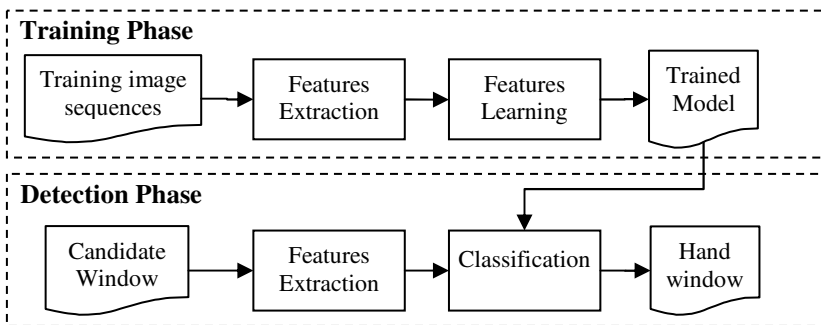 Training Phase
Training image
sequences
Features
Extraction
Features
Learning
Trained
Model
Detection Phase
Candidate
Window
Features
Extraction
Classification
Hand
window